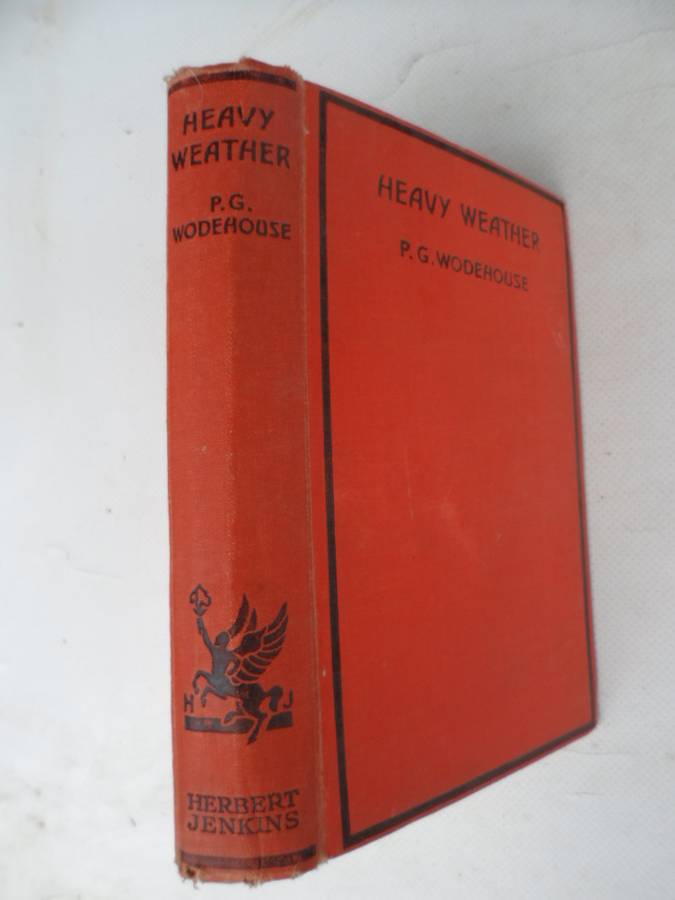 HEAVY
WEATHER
P.G.
WODEHOUSE
H J
HERBERT
JENKINS
HEAVY WEATHER
P.G.WODEHOUSE